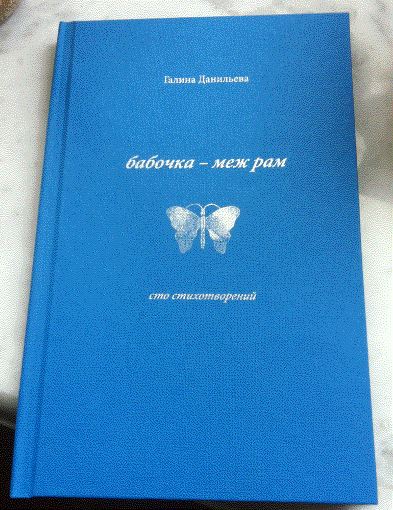 Галина Данильева
бабочка – меж рам
сто стихотворений